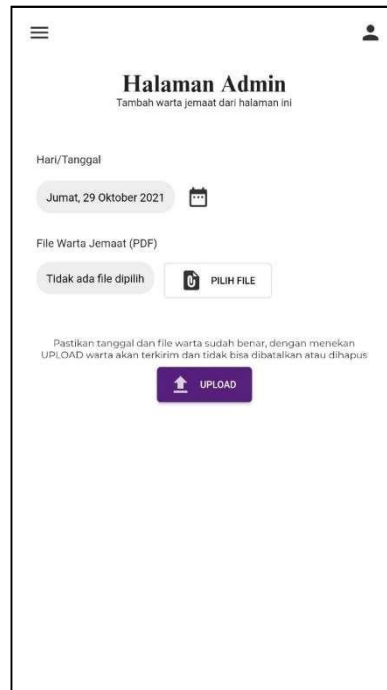 Halaman Admin
Tambah warta jemaat dari halaman ini
Hari/Tanggal
Jumat, 29 Oktober 2021
File Warta Jemaat (PDF)
Tidak ada file dipilih
PILIH FILE
Pastikan tanggal dan file warta sudah benar, dengan menekan
UPLOAD warta akan terkirim dan tidak bisa dibatalkan atau dihapus
UPLOAD